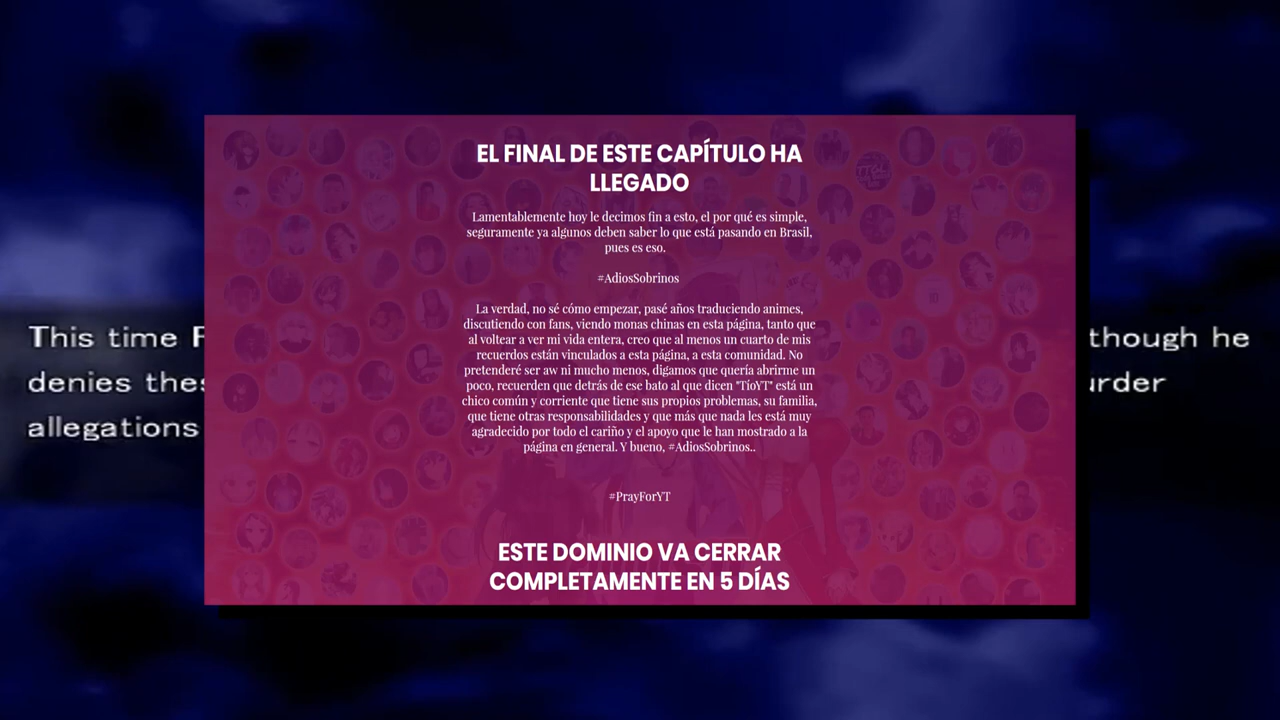 EL FINAL DE ESTE CAPÍTULO HA
LLEGADO
Lamentablemente hoy le decimos fin a esto, el por qué es simple,
seguramente ya algunos deben saber lo que está pasando en Brasil,
pues es eso.
#AdiosSobrinos
La verdad, no sé cómo empezar, pasé años traduciendo animes,
discutiendo con fans, viendo monas chinas en esta página, tanto que
al voltear a ver mi vida entera, creo que al menos un cuarto de mis
recuerdos están vinculados a esta página, a esta comunidad. No
pretenderé ser aw ni mucho menos, digamos que quería abrirme un
poco, recuerden que detrás de ese bato al que dicen "TíoYT" está un
chico común y corriente que tiene sus propios problemas, su familia,
que tiene otras responsabilidades y que más que nada les está muy
agradecido por todo el cariño y el apoyo que le han mostrado a la
página en general. Y bueno, #AdiosSobrinos..
#PrayForYT
ESTE DOMINIO VA CERRAR
COMPLETAMENTE EN 5 DÍAS
This time though he
denies
allegations